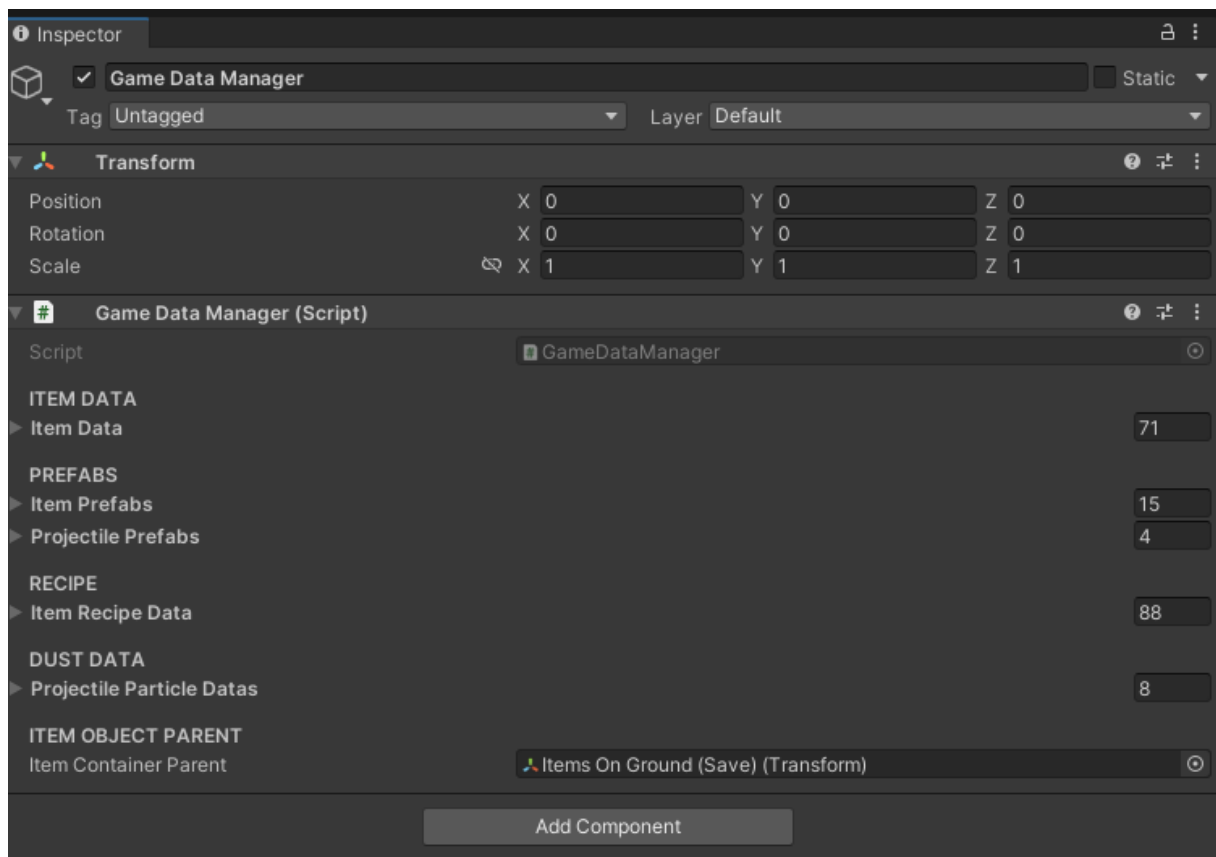 Inspector
Game Data Manager Static
Tag Untagged Layer Default
Transform
Position X 0 Y 0 Z 0
Rotation X 0 Y 0 Z 0
Scale X 1 Y 1 Z 1
# Game Data Manager (Script)
Script # GameDataManager
ITEM DATA
Item Data 71
PREFABS
Item Prefabs 15
Projectile Prefabs 4
RECIPE
Item Recipe Data 88
DUST DATA
Projectile Particle Datas 8
ITEM OBJECT PARENT
Item Container Parent Items On Ground (Save) (Transform)
Add Component